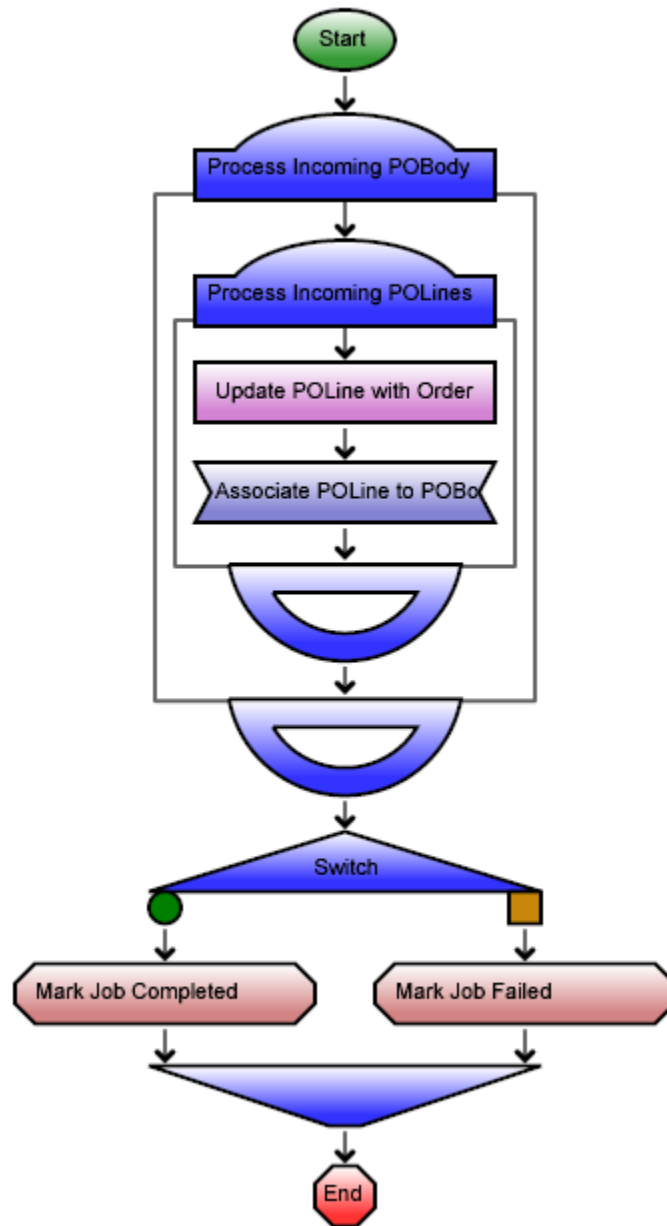 Start
Process Incoming POBody
Process Incoming POLines
Update POLine with Order
Associate POLine to POBo
Switch
Mark Job Completed
Mark Job Failed
End